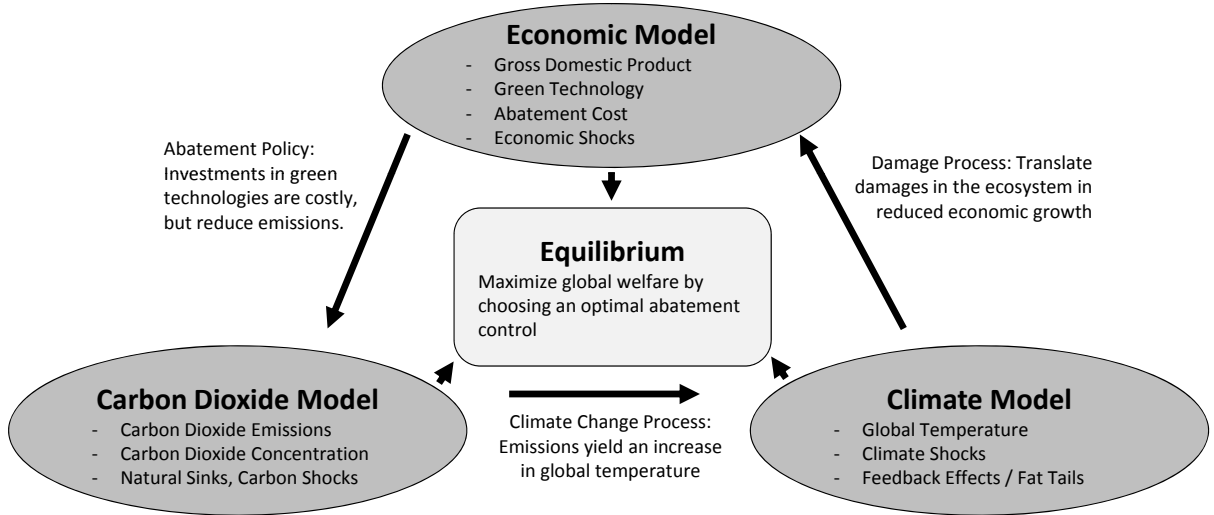 Economic Model
- Gross Domestic Product
- Green Technology
- Abatement Cost
- Economic Shocks
Abatement Policy:
Investments in green
technologies are costly,
but reduce emissions.
Damage Process: Translate
damages in the ecosystem in
reduced economic growth
Equilibrium
Maximize global welfare by
choosing an optimal abatement
control
Carbon Dioxide Model
- Carbon Dioxide Emissions
- Carbon Dioxide Concentration
- Natural Sinks, Carbon Shocks
Climate Change Process:
Emissions yield an increase
in global temperature
Climate Model
- Global Temperature
- Climate Shocks
- Feedback Effects / Fat Tails